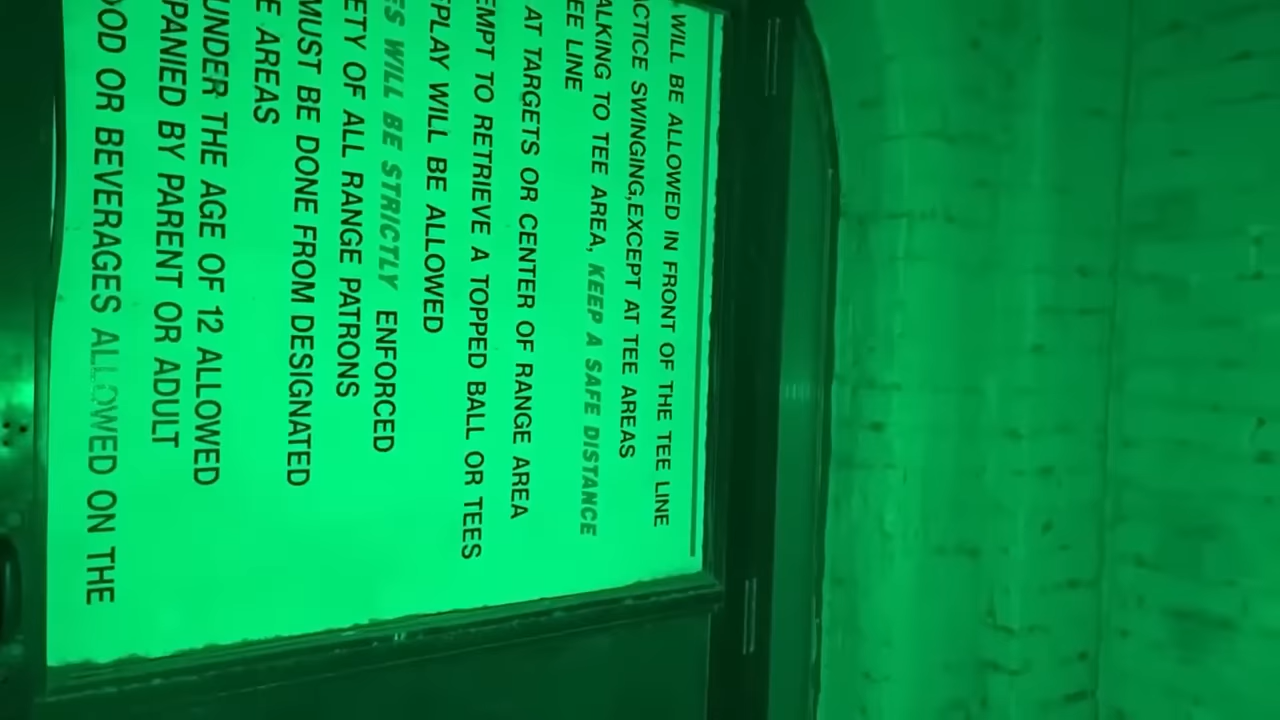 WILL BE ALLOWED IN FRONT OF THE TEE LINE
CTICE SWINGING,EXCEPT AT TEE AREAS
ALKING TO TEE AREA, KEEP A SAFE DISTANCE
EE LINE
AT TARGETS OR CENTER OF RANGE AREA
EMPT TO RETRIEVE A TOPPED BALL OR TEES
PLAY WILL BE ALLOWED
ES WILL BE STRICTLY ENFORCED
ETY OF ALL RANGE PATRONS
MUST BE DONE FROM DESIGNATED
E AREAS
UNDER THE AGE OF 12 ALLOWED
PANIED BY PARENT OR ADULT
OOD OR BEVERAGES ALLOWED ON THE